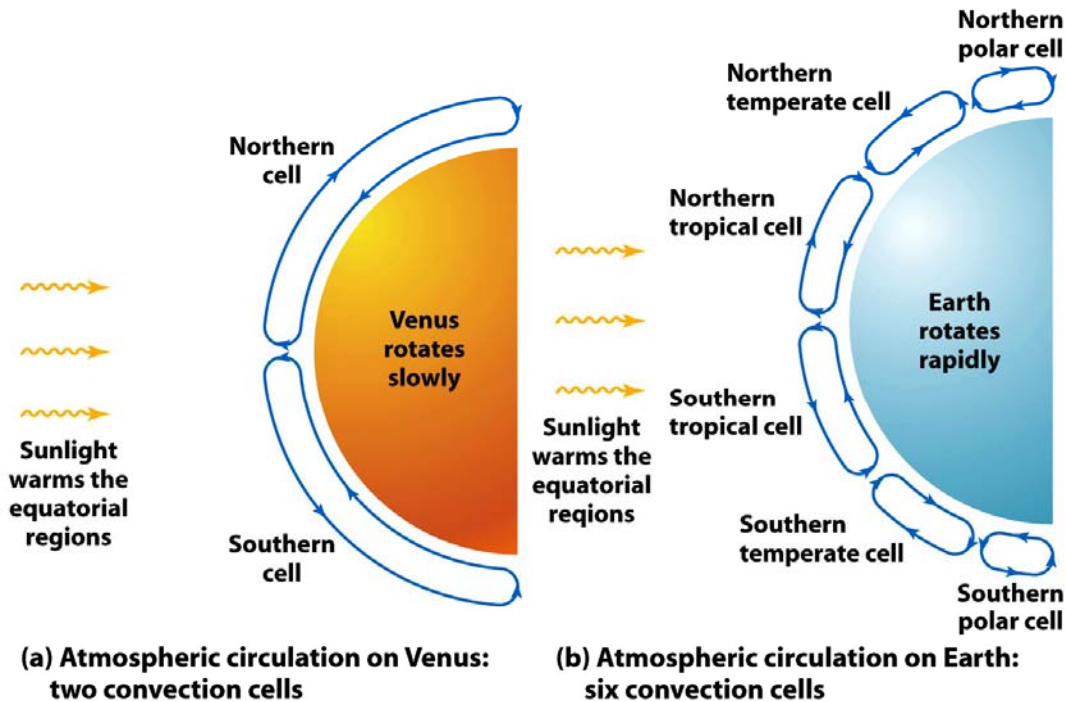 Northern
cell
Venus
rotates
slowly
Sunlight
warms the
equatorial
regions
Southern
cell
(a) Atmospheric circulation on Venus:
two convection cells
Northern
polar cell
Northern
temperate cell
Northern
tropical cell
Earth
rotates
rapidly
Southern
tropical cell
Sunlight
warms the
equatorial
reqions
Southern
temperate cell
Southern
polar cell
(b) Atmospheric circulation on Earth:
six convection cells